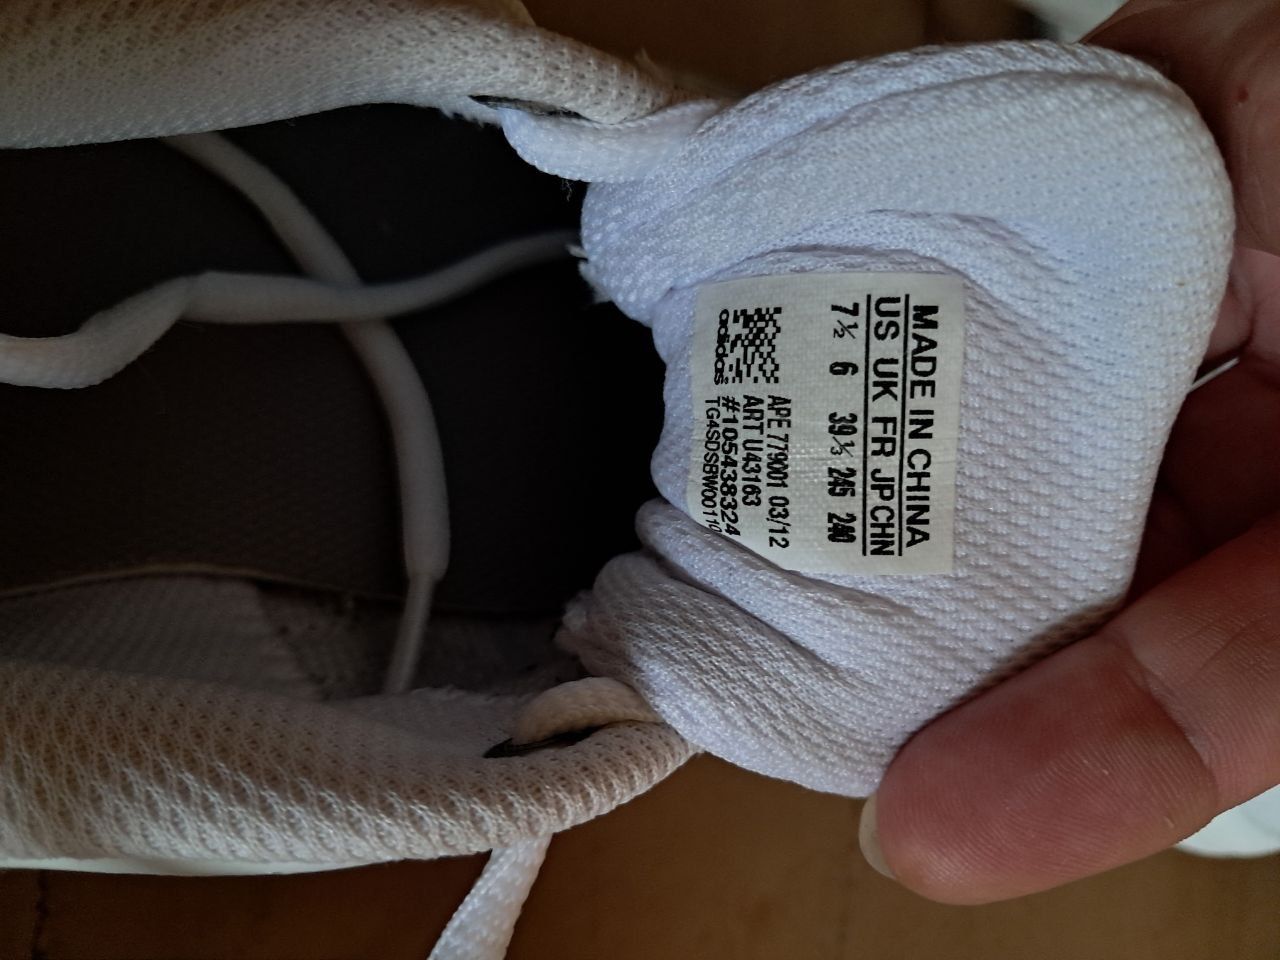 MADE IN CHINA
US UK FR JP CHN
7½ 6 39⅓ 245 240
APE 779001 03/12
ART U43163
#105438324
adidas TG4SDSBW00110